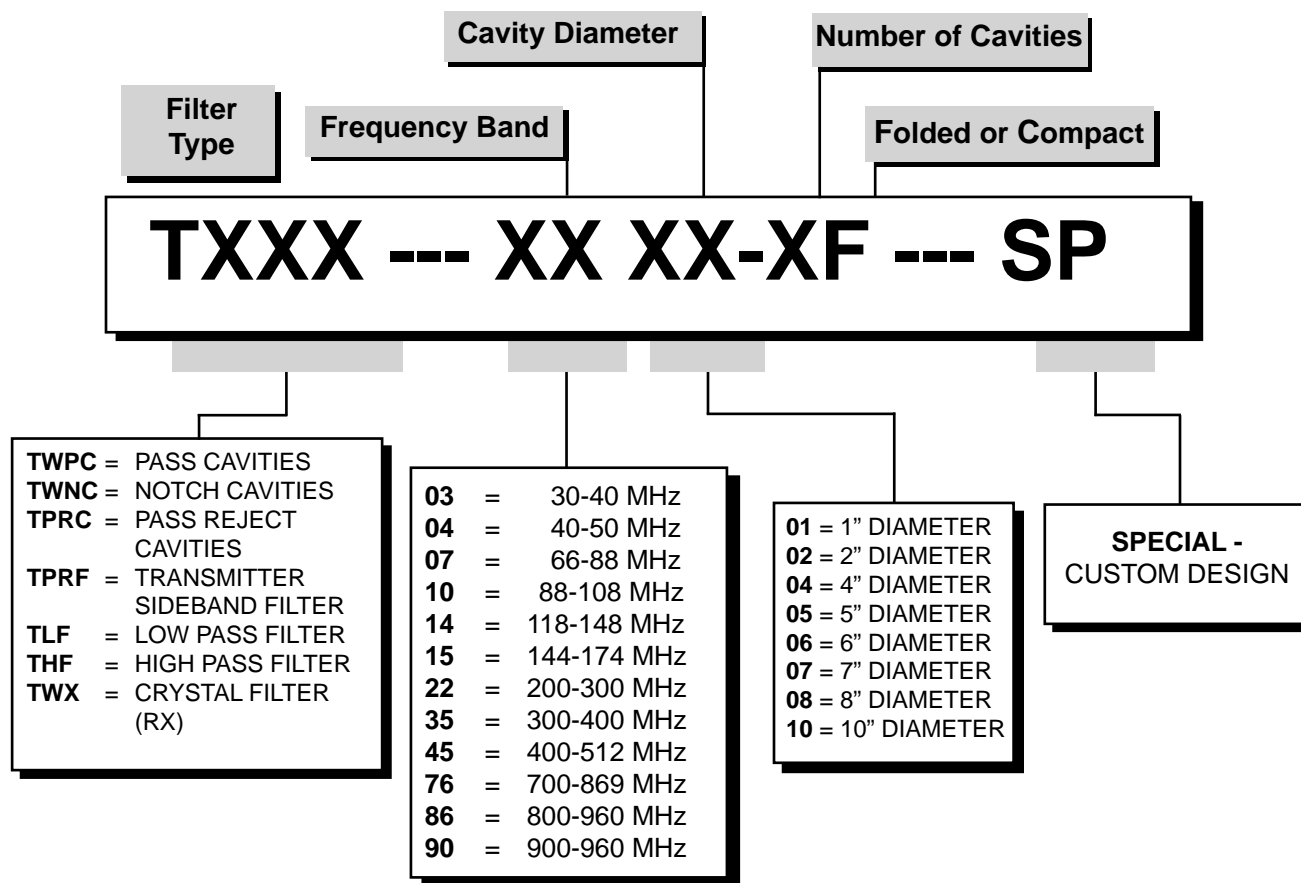 Cavity Diameter
Number of Cavities
Filter
Type
Frequency Band
Folded or Compact
TXXX --- XX XX-XF --- SP
TWPC = PASS CAVITIES
TWNC = NOTCH CAVITIES
TPRC = PASS REJECT
CAVITIES
TPRF = TRANSMITTER
SIDEBAND FILTER
TLF = LOW PASS FILTER
THF = HIGH PASS FILTER
TWX = CRYSTAL FILTER
(RX)
03 = 30-40 MHz
04 = 40-50 MHz
07 = 66-88 MHz
10 = 88-108 MHz
14 = 118-148 MHz
15 = 144-174 MHz
22 = 200-300 MHz
35 = 300-400 MHz
45 = 400-512 MHz
76 = 700-869 MHz
86 = 800-960 MHz
90 = 900-960 MHz
01 = 1” DIAMETER
02 = 2” DIAMETER
04 = 4” DIAMETER
05 = 5” DIAMETER
06 = 6” DIAMETER
07 = 7” DIAMETER
08 = 8” DIAMETER
10 = 10” DIAMETER
SPECIAL -
CUSTOM DESIGN